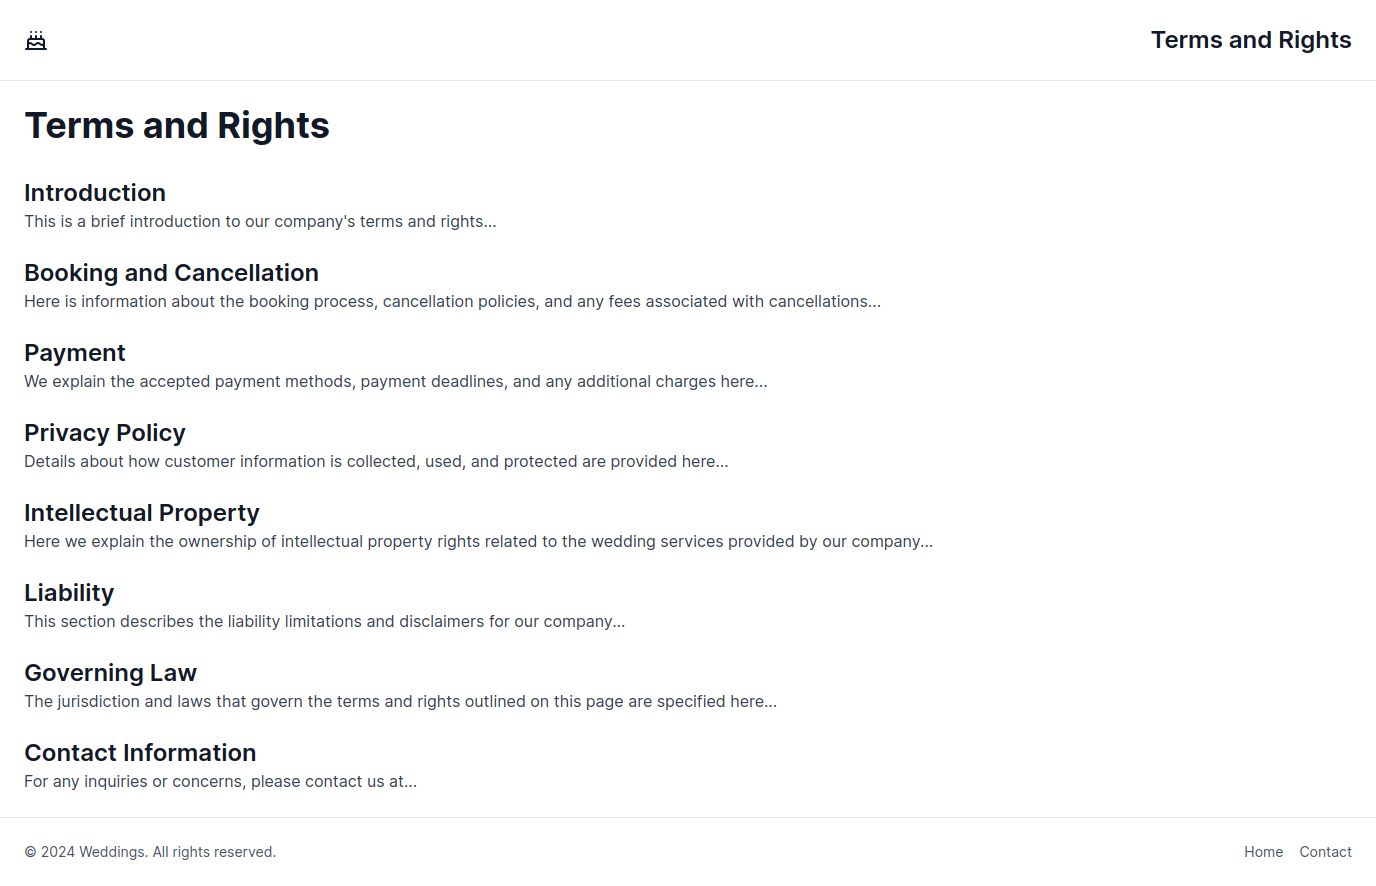 Terms and Rights
Terms and Rights
Introduction
This is a brief introduction to our company's terms and rights...
Booking and Cancellation
Here is information about the booking process, cancellation policies, and any fees associated with cancellations...
Payment
We explain the accepted payment methods, payment deadlines, and any additional charges here...
Privacy Policy
Details about how customer information is collected, used, and protected are provided here...
Intellectual Property
Here we explain the ownership of intellectual property rights related to the wedding services provided by our company...
Liability
This section describes the liability limitations and disclaimers for our company...
Governing Law
The jurisdiction and laws that govern the terms and rights outlined on this page are specified here...
Contact Information
For any inquiries or concerns, please contact us at...
© 2024 Weddings. All rights reserved.
Home Contact